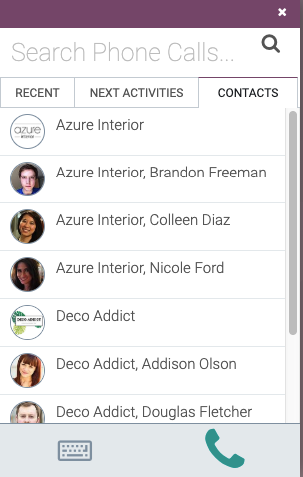 Search Phone Calls...
RECENT
NEXT ACTIVITIES
CONTACTS
azure
INTERIOR
Azure Interior
Azure Interior, Brandon Freeman
Azure Interior, Colleen Diaz
Azure Interior, Nicole Ford
DECO ADDICT
Deco Addict
Deco Addict, Addison Olson
Deco Addict, Douglas Fletcher